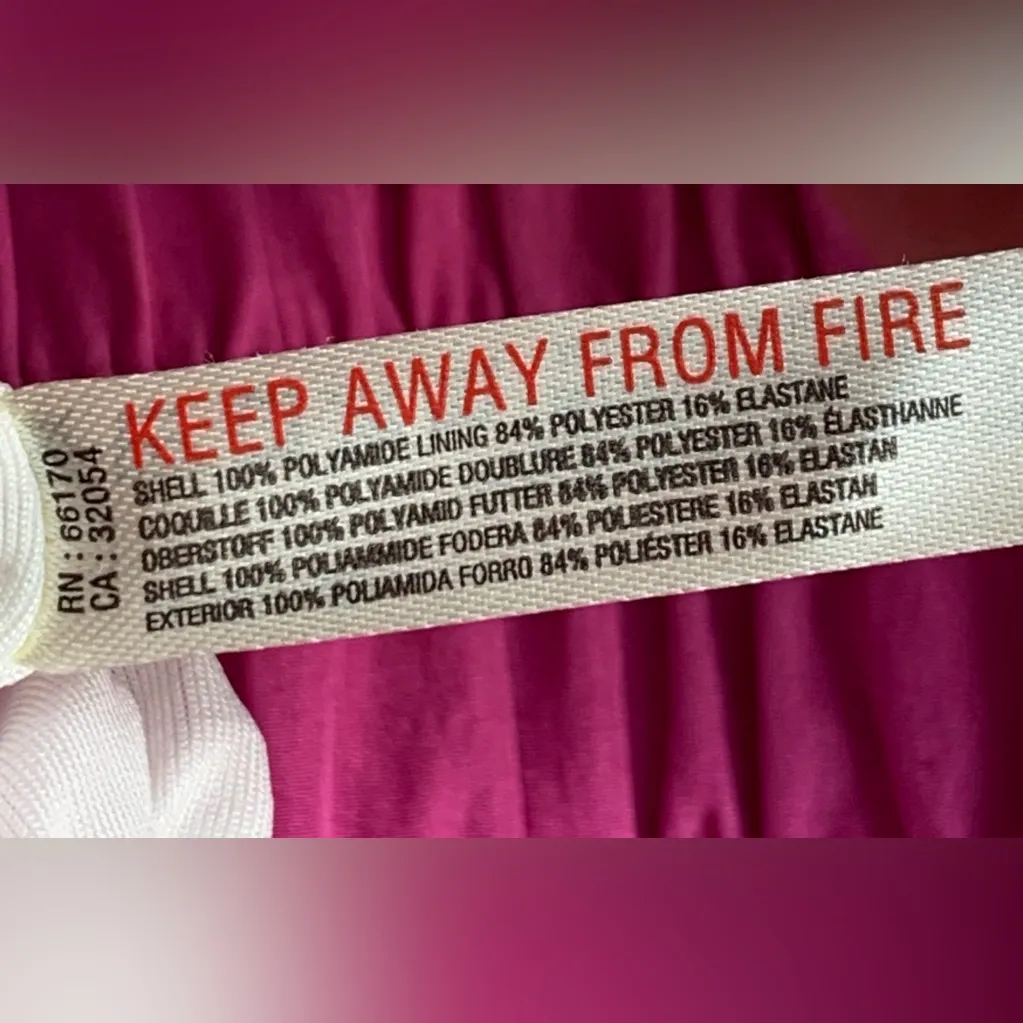 KEEP AWAY FROM FIRE
SHELL 100% POLYAMIDE LINING 84% POLYESTER 16% ELASTANE
COQUILLE 100% POLYAMIDE DOUBLURE 84% POLYESTER 16% ÉLASTHANNE
OBERSTOFF 100% POLYAMID FUTTER 84% POLYESTER 16% ELASTAN
SHELL 100% POLIAMMIDE FODERA 84% POLIESTERE 16% ELASTAN
EXTERIOR 100% POLIAMIDA FORRO 84% POLIÉSTER 16% ELASTANE
RN : 66170
CA : 32054